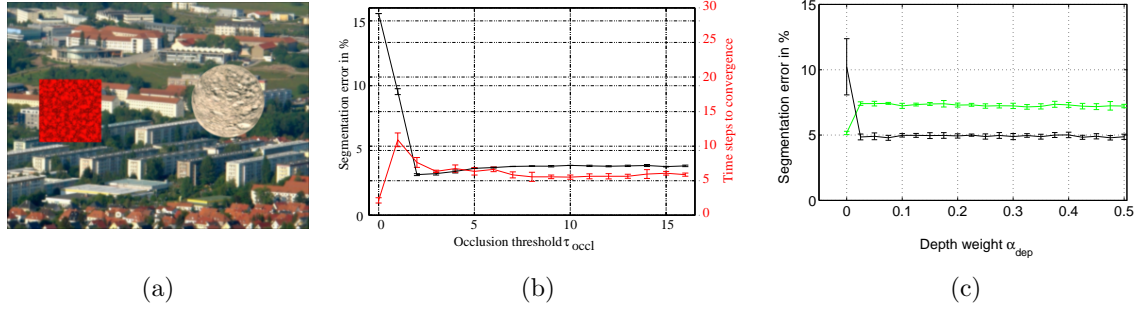 15
10
5
0
Segmentation error in %
30
25
20
15
10
5
0
Time steps to convergence
0 5 10 15
Occlusion threshold τoccl
15
10
5
0
Segmentation error in %
0 0.1 0.2 0.3 0.4 0.5
Depth weight αdep
(a) (b) (c)